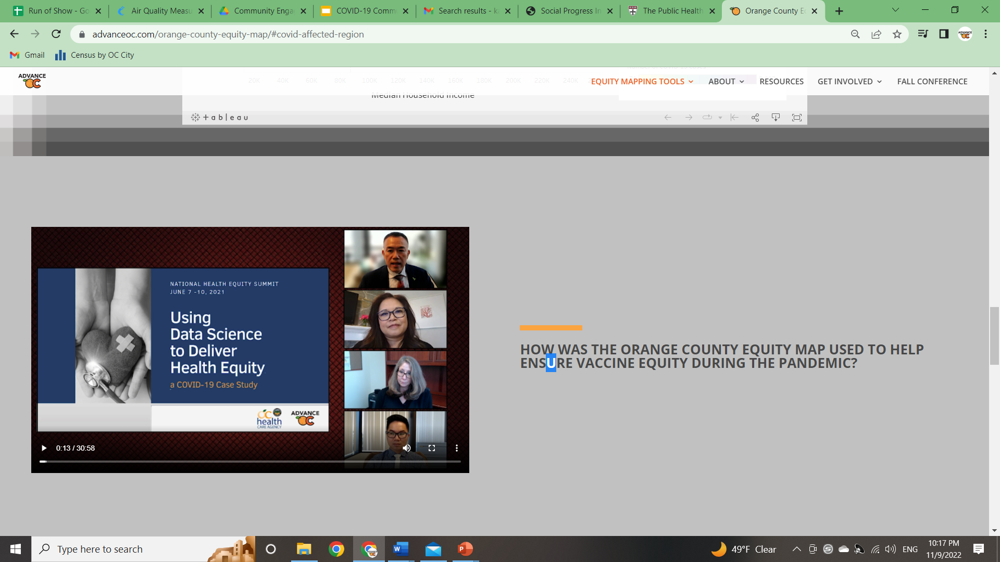 Run of Show - Go
Air Quality Measu
Community Enga
COVID-19 Comm
Search results - k
Social Progress In
The Public Health
Orange County E
advanceoc.com/orange-county-equity-map/#covid-affected-region
Gmail
Census by OC City
ADVANCE
OC
20K 40K 60K 80K 100K 120K 140K 160K 180K 200K 220K 240K
EQUITY MAPPING TOOLS
ABOUT
RESOURCES
GET INVOLVED
FALL CONFERENCE
Median Household Income
+ a b l e a u
NATIONAL HEALTH EQUITY SUMMIT
JUNE 7 -10, 2021
Using
Data Science
to Deliver
Health Equity
a COVID-19 Case Study
OC
health
CARE AGENCY
ADVANCE
OC
0:13 / 30:58
HOW WAS THE ORANGE COUNTY EQUITY MAP USED TO HELP
ENSURE VACCINE EQUITY DURING THE PANDEMIC?
Type here to search
49°F Clear
ENG
10:17 PM
11/9/2022